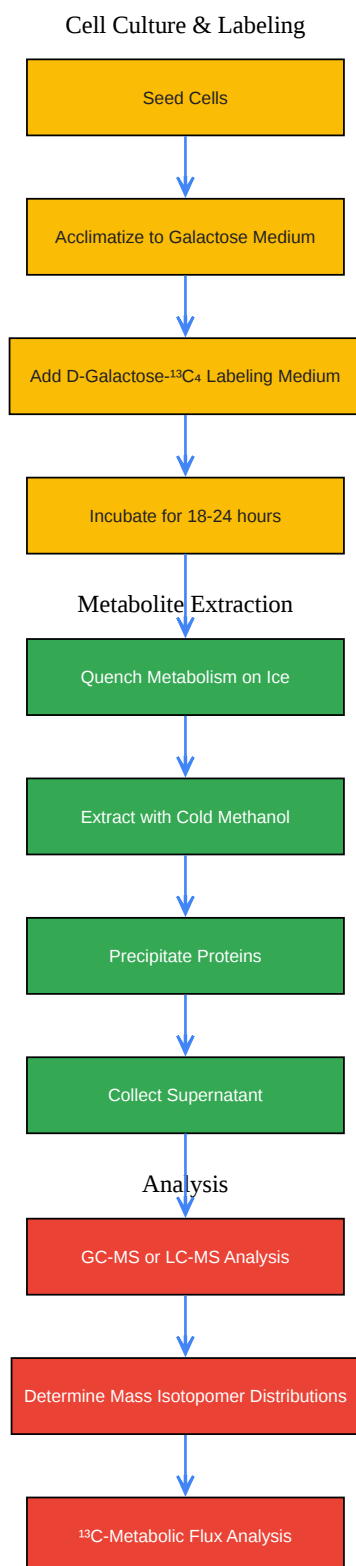 Cell Culture & Labeling
Seed Cells
Acclimatize to Galactose Medium
Add D-Galactose-¹³C₄ Labeling Medium
Incubate for 18-24 hours
Metabolite Extraction
Quench Metabolism on Ice
Extract with Cold Methanol
Precipitate Proteins
Collect Supernatant
Analysis
GC-MS or LC-MS Analysis
Determine Mass Isotopomer Distributions
¹³C-Metabolic Flux Analysis